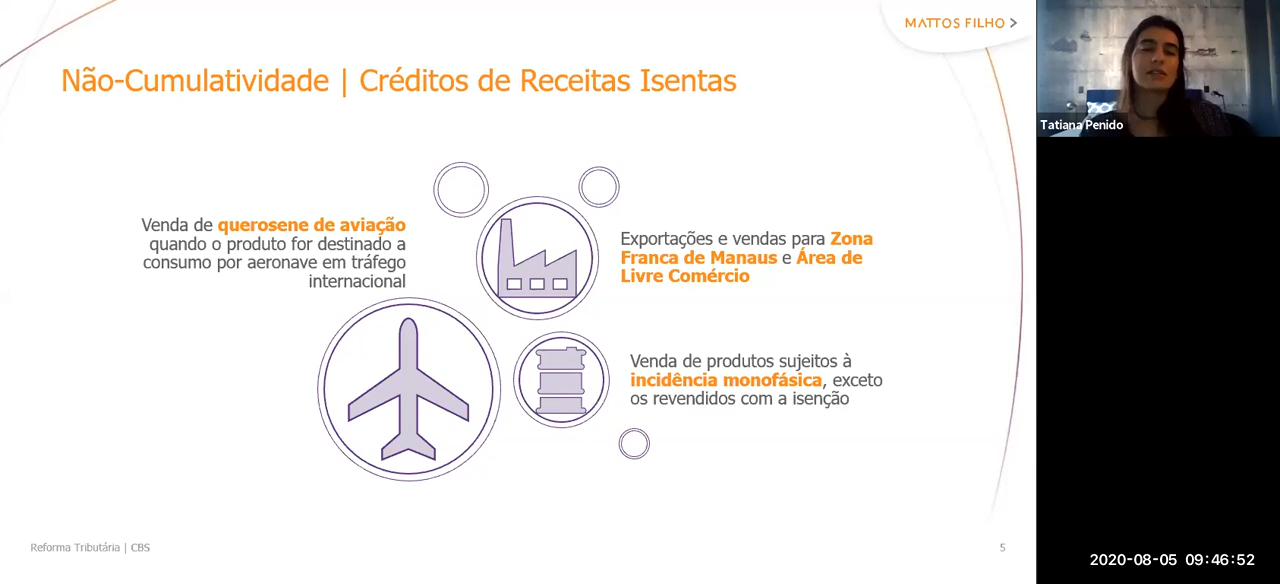 MATTOS FILHO >
Não-Cumulatividade | Créditos de Receitas Isentas
Venda de querosene de aviação
quando o produto for destinado a
consumo por aeronave em tráfego
internacional
Exportações e vendas para Zona
Franca de Manaus e Área de
Livre Comércio
Venda de produtos sujeitos à
incidência monofásica, exceto
os revendidos com a isenção
Reforma Tributária | CBS
5
Tatiana Penido
2020-08-05 09:46:52